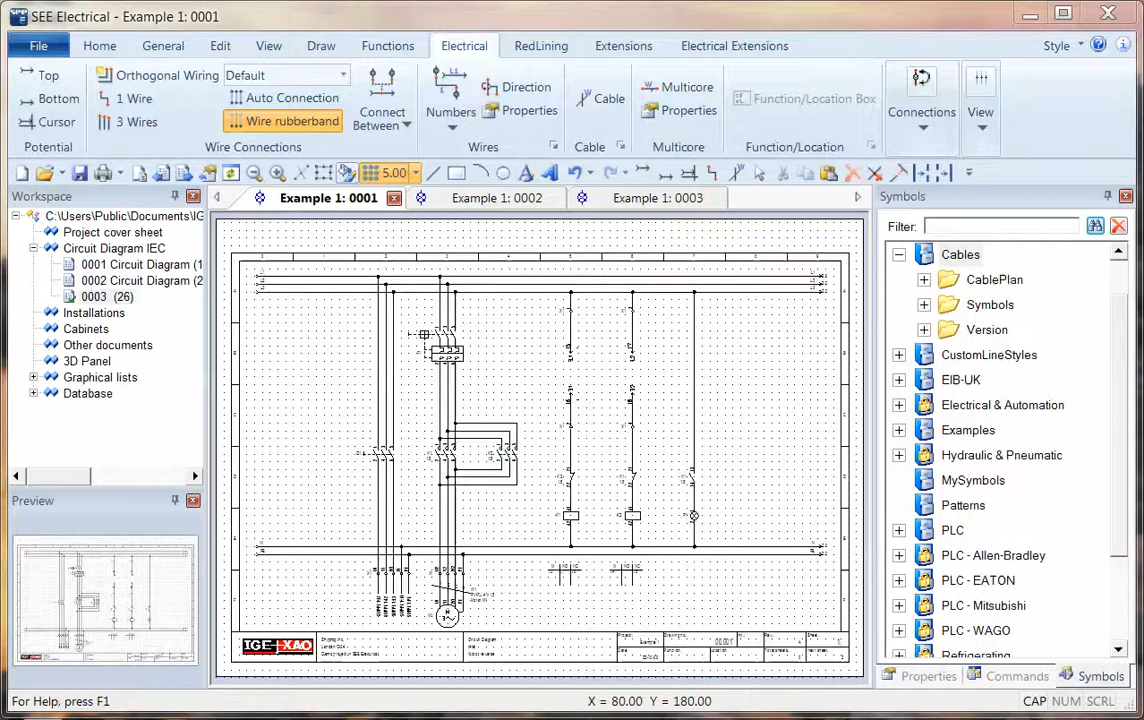 SEE Electrical - Example 1: 0001
File Home General Edit View Draw Functions Electrical RedLining Extensions Electrical Extensions Style
Top Orthogonal Wiring Default
Bottom 1 Wire Auto Connection
Cursor 3 Wires Wire rubberband
Connect Between
Numbers Direction
Properties
Cable
Multicore
Properties
Function/Location Box
Connections View
Potential Wire Connections Wires Cable Multicore Function/Location
5.00
Workspace
Example 1: 0001 Example 1: 0002 Example 1: 0003
Symbols
C:\Users\Public\Documents\IG
Project cover sheet
Circuit Diagram IEC
0001 Circuit Diagram (1
0002 Circuit Diagram (2
0003 (26)
Installations
Cabinets
Other documents
3D Panel
Graphical lists
Database
Preview
IGE-XAO
Filter:
Cables
CablePlan
Symbols
Version
CustomLineStyles
EIB-UK
Electrical & Automation
Examples
Hydraulic & Pneumatic
MySymbols
Patterns
PLC
PLC - Allen-Bradley
PLC - EATON
PLC - Mitsubishi
PLC - WAGO
Refrigerating
Properties Commands Symbols
For Help, press F1 X = 80.00 Y = 180.00 CAP NUM SCRL